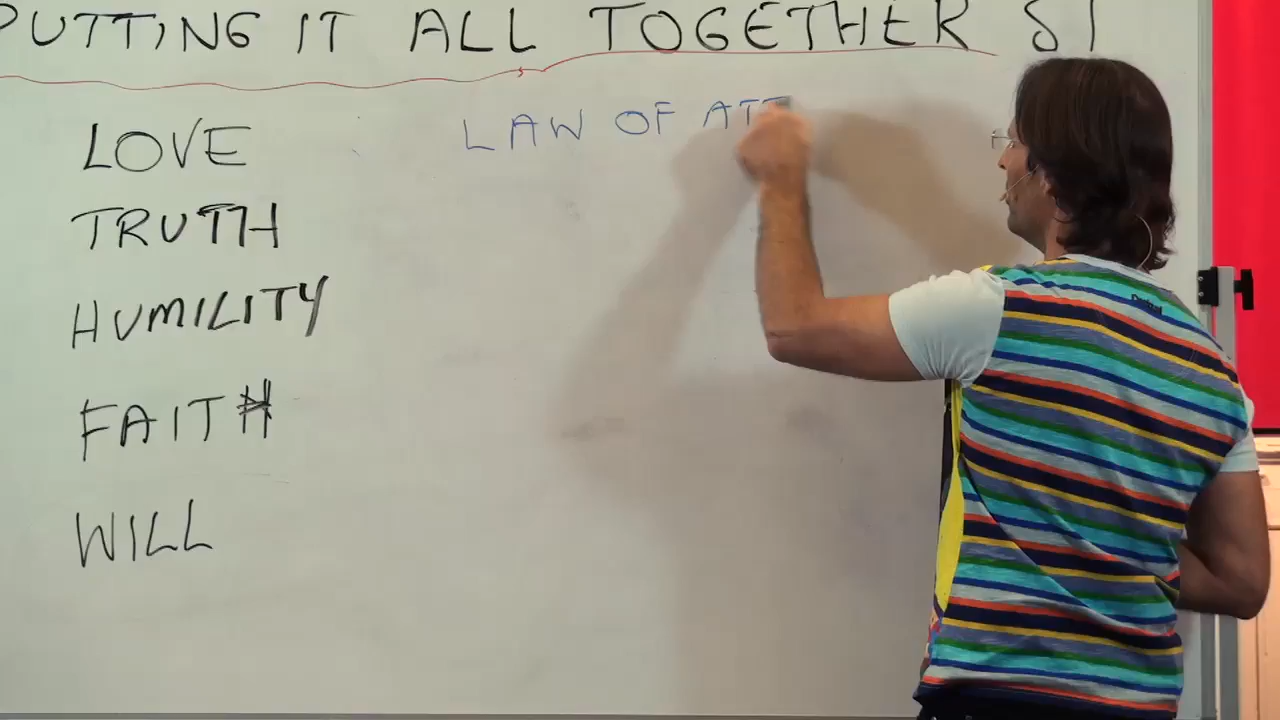 PUTTING IT ALL TOGETHER S1
LAW OF ATT
LOVE
TRUTH
HUMILITY
FAITH
WILL